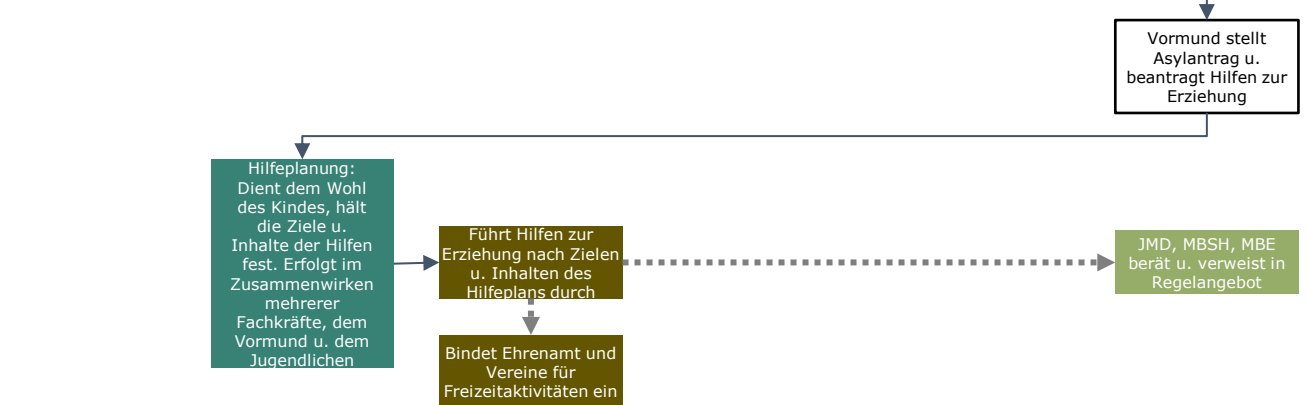 Vormund stellt
Asylantrag u.
beantragt Hilfen zur
Erziehung
Hilfeplanung:
Dient dem Wohl
des Kindes, hält
die Ziele u.
Inhalte der Hilfen
fest. Erfolgt im
Zusammenwirken
mehrerer
Fachkräfte, dem
Vormund u. dem
Jugendlichen
Führt Hilfen zur
Erziehung nach Zielen
u. Inhalten des
Hilfeplans durch
JMD, MBSH, MBE
berät u. verweist in
Regelangebot
Bindet Ehrenamt und
Vereine für
Freizeitaktivitäten ein